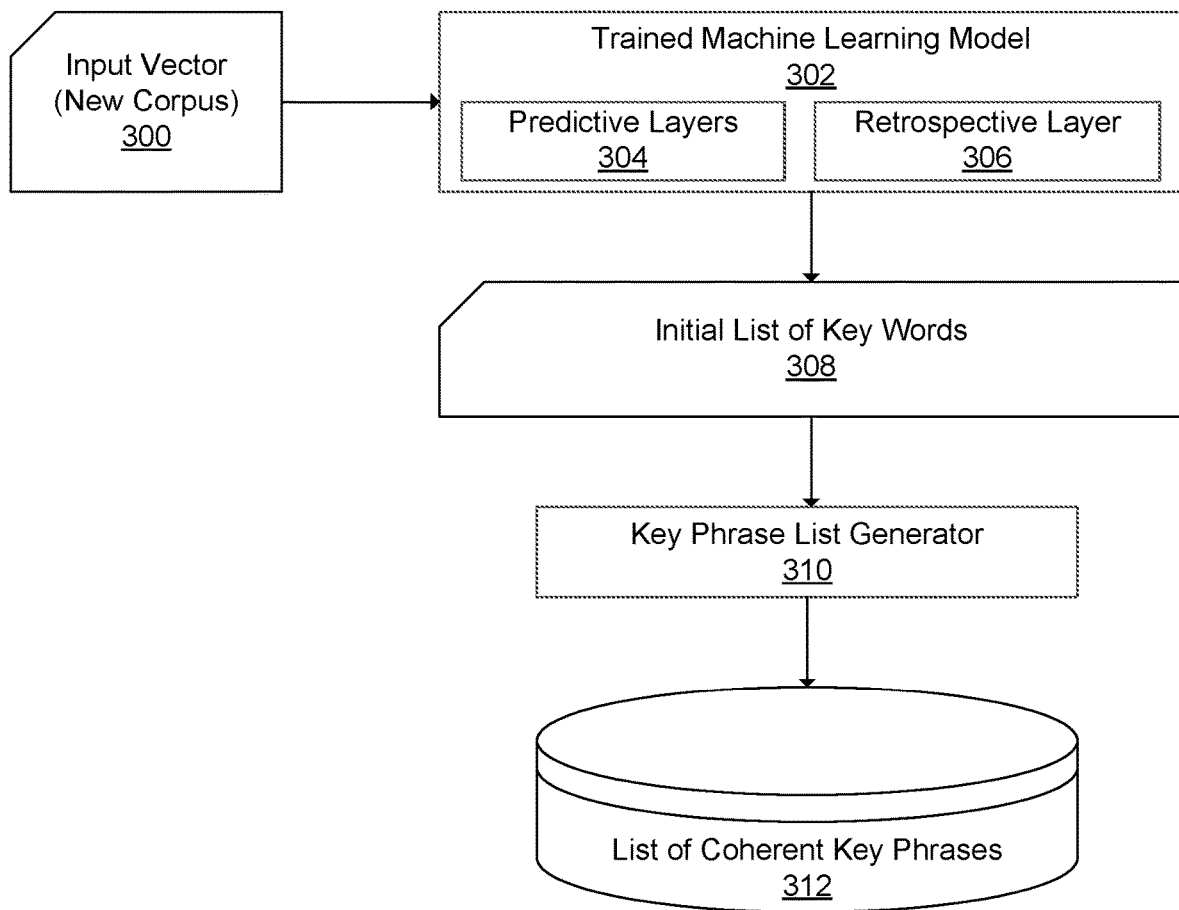 Input Vector
(New Corpus)
300
Trained Machine Learning Model
302
Predictive Layers
304
Retrospective Layer
306
Initial List of Key Words
308
Key Phrase List Generator
310
List of Coherent Key Phrases
312